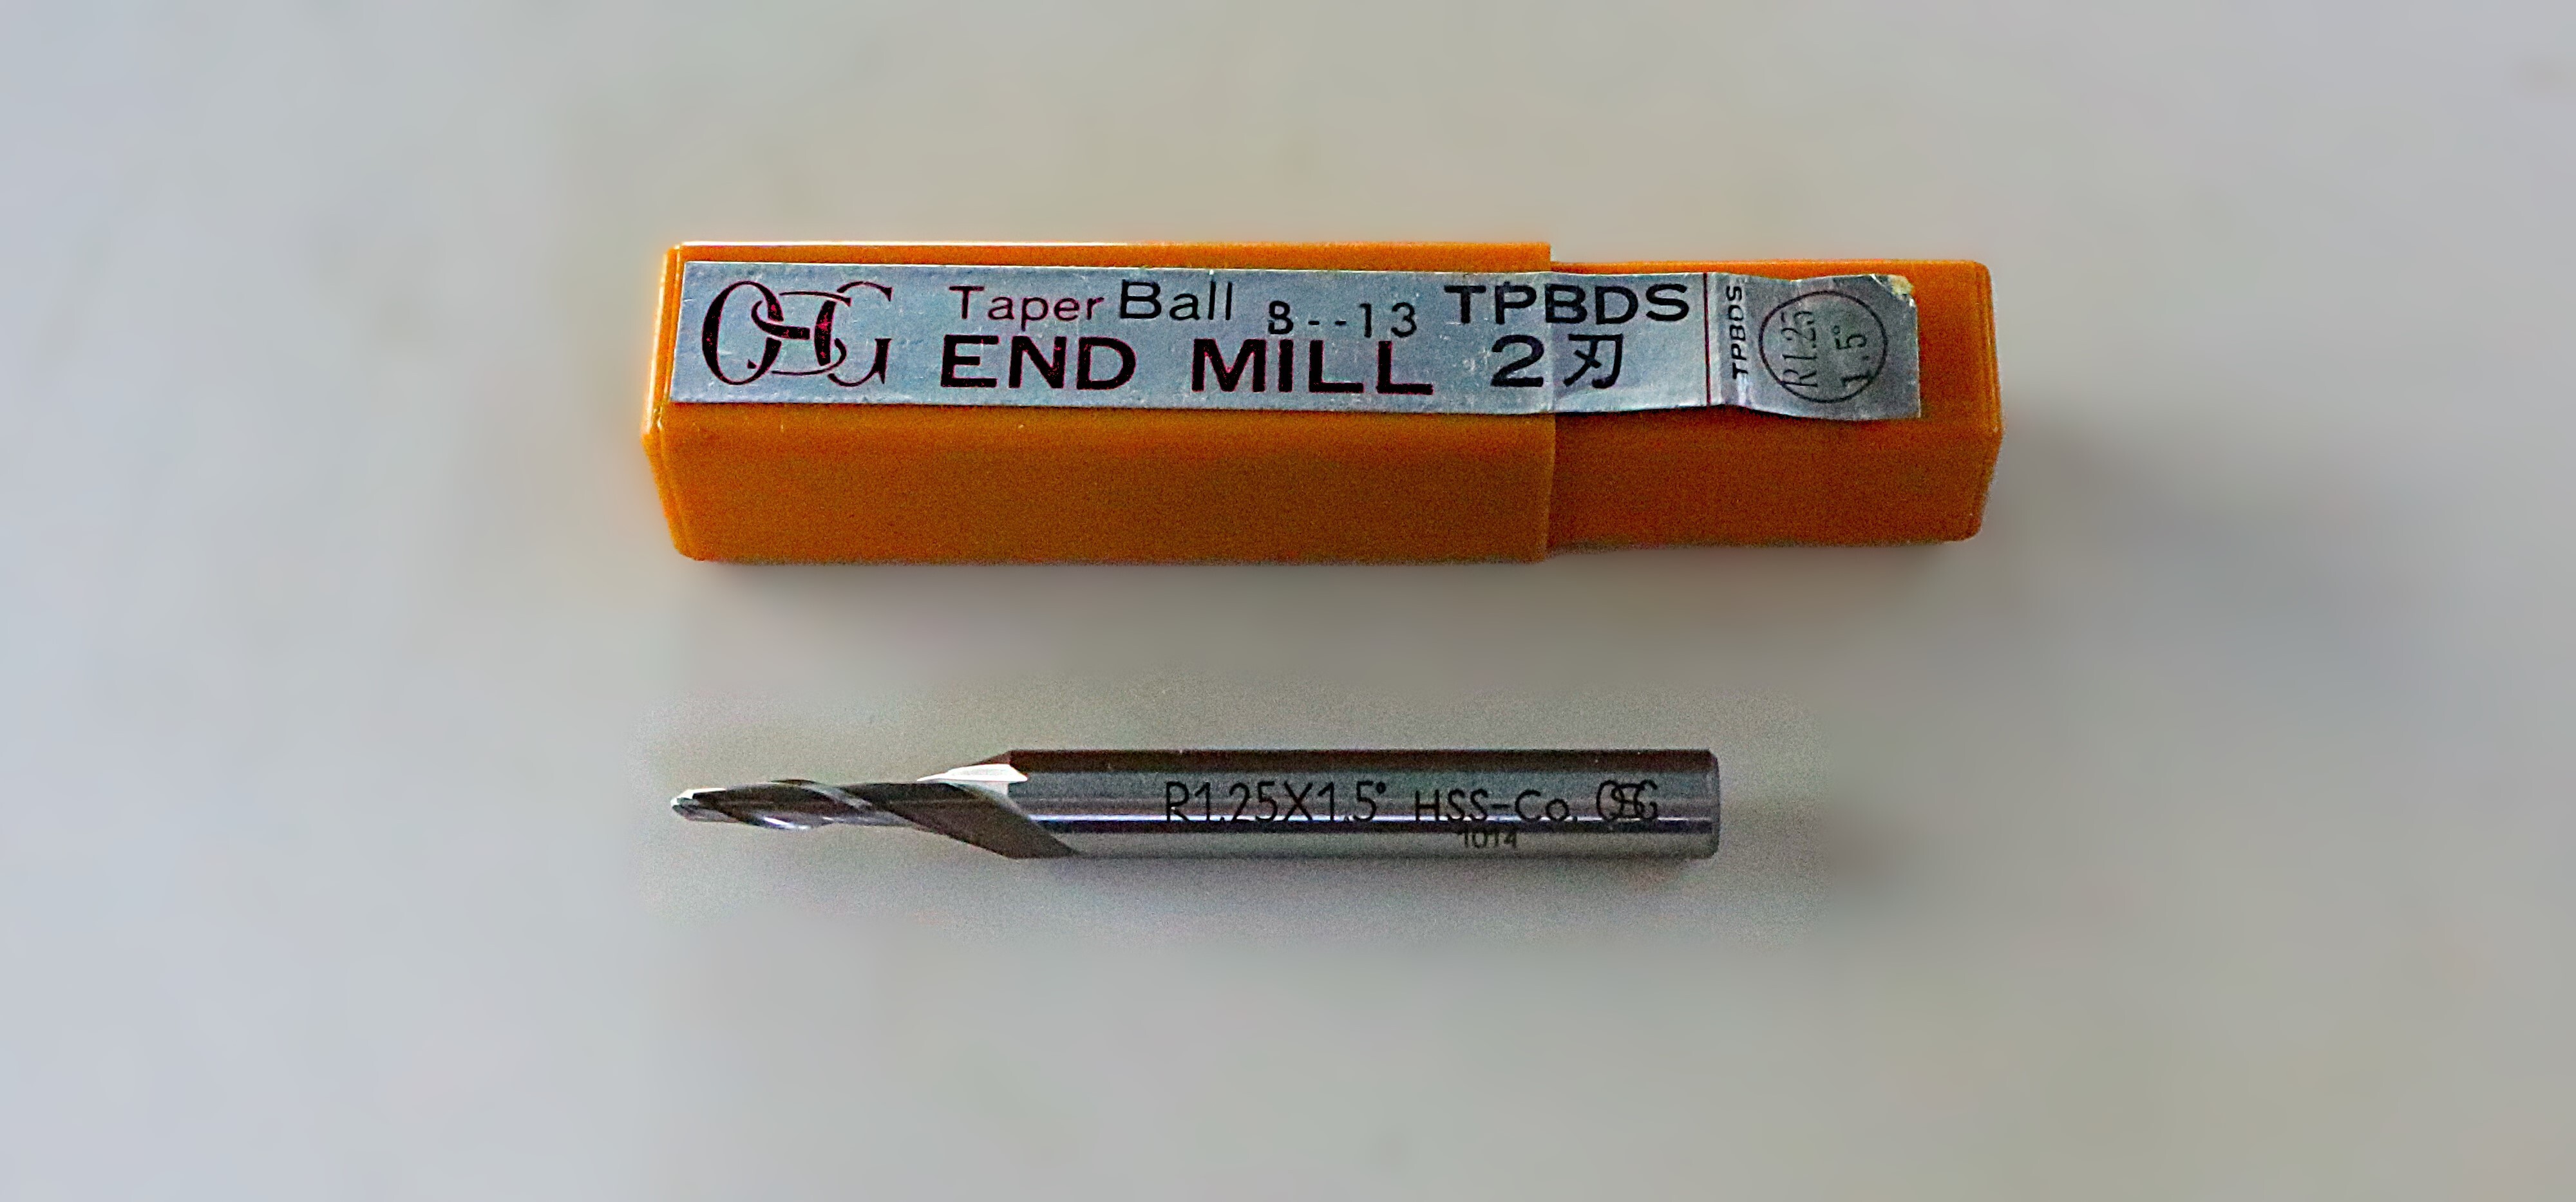 OSG Taper Ball 8--13 TPBDS
END MILL 2刃
TPBDS
R1.25
1.5°
R1.25X1.5° HSS-Co. OSG
1014